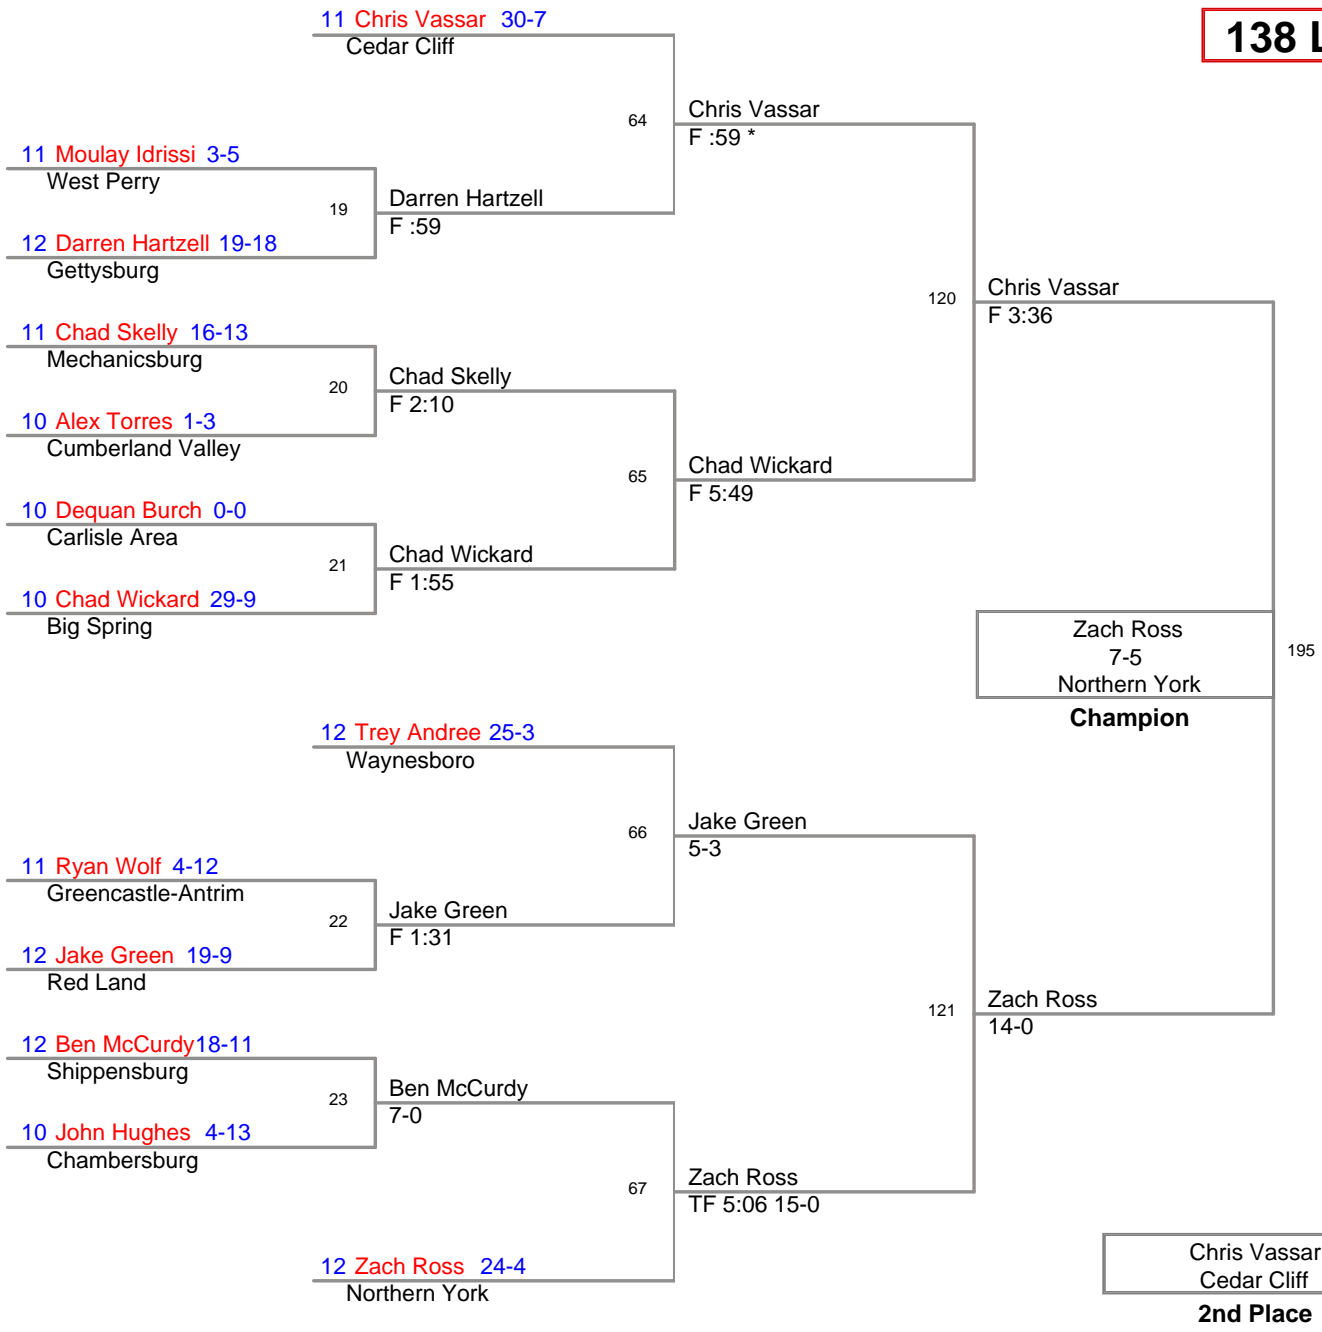 11 Chris Vassar 30-7
Cedar Cliff
138 L
64
Chris Vassar
F :59 *
11 Moulay Idrissi 3-5
West Perry
19
Darren Hartzell
F :59
12 Darren Hartzell 19-18
Gettysburg
120
Chris Vassar
F 3:36
11 Chad Skelly 16-13
Mechanicsburg
20
Chad Skelly
F 2:10
10 Alex Torres 1-3
Cumberland Valley
65
Chad Wickard
F 5:49
10 Dequan Burch 0-0
Carlisle Area
21
Chad Wickard
F 1:55
10 Chad Wickard 29-9
Big Spring
Zach Ross
7-5
Northern York
195
Champion
12 Trey Andree 25-3
Waynesboro
66
Jake Green
5-3
11 Ryan Wolf 4-12
Greencastle-Antrim
22
Jake Green
F 1:31
12 Jake Green 19-9
Red Land
121
Zach Ross
14-0
12 Ben McCurdy 18-11
Shippensburg
23
Ben McCurdy
7-0
10 John Hughes 4-13
Chambersburg
67
Zach Ross
TF 5:06 15-0
12 Zach Ross 24-4
Northern York
Chris Vassar
Cedar Cliff
2nd Place